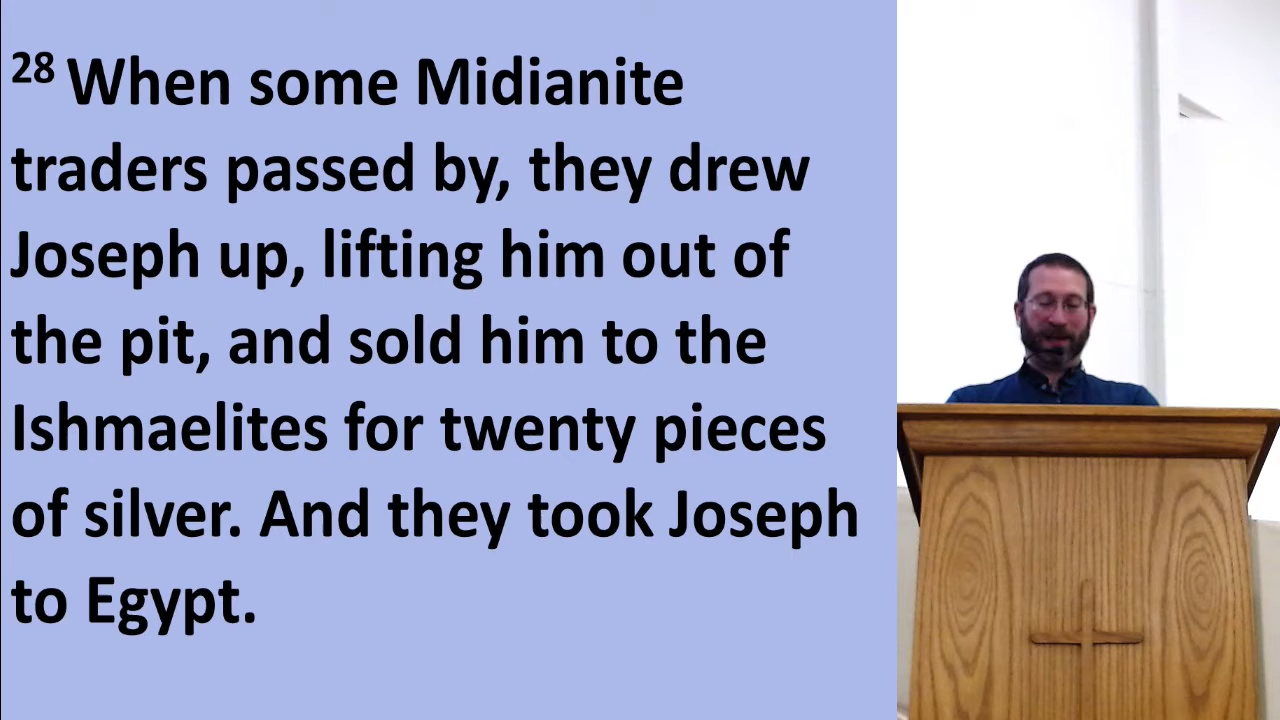 28 When some Midianite
traders passed by, they drew
Joseph up, lifting him out of
the pit, and sold him to the
Ishmaelites for twenty pieces
of silver. And they took Joseph
to Egypt.